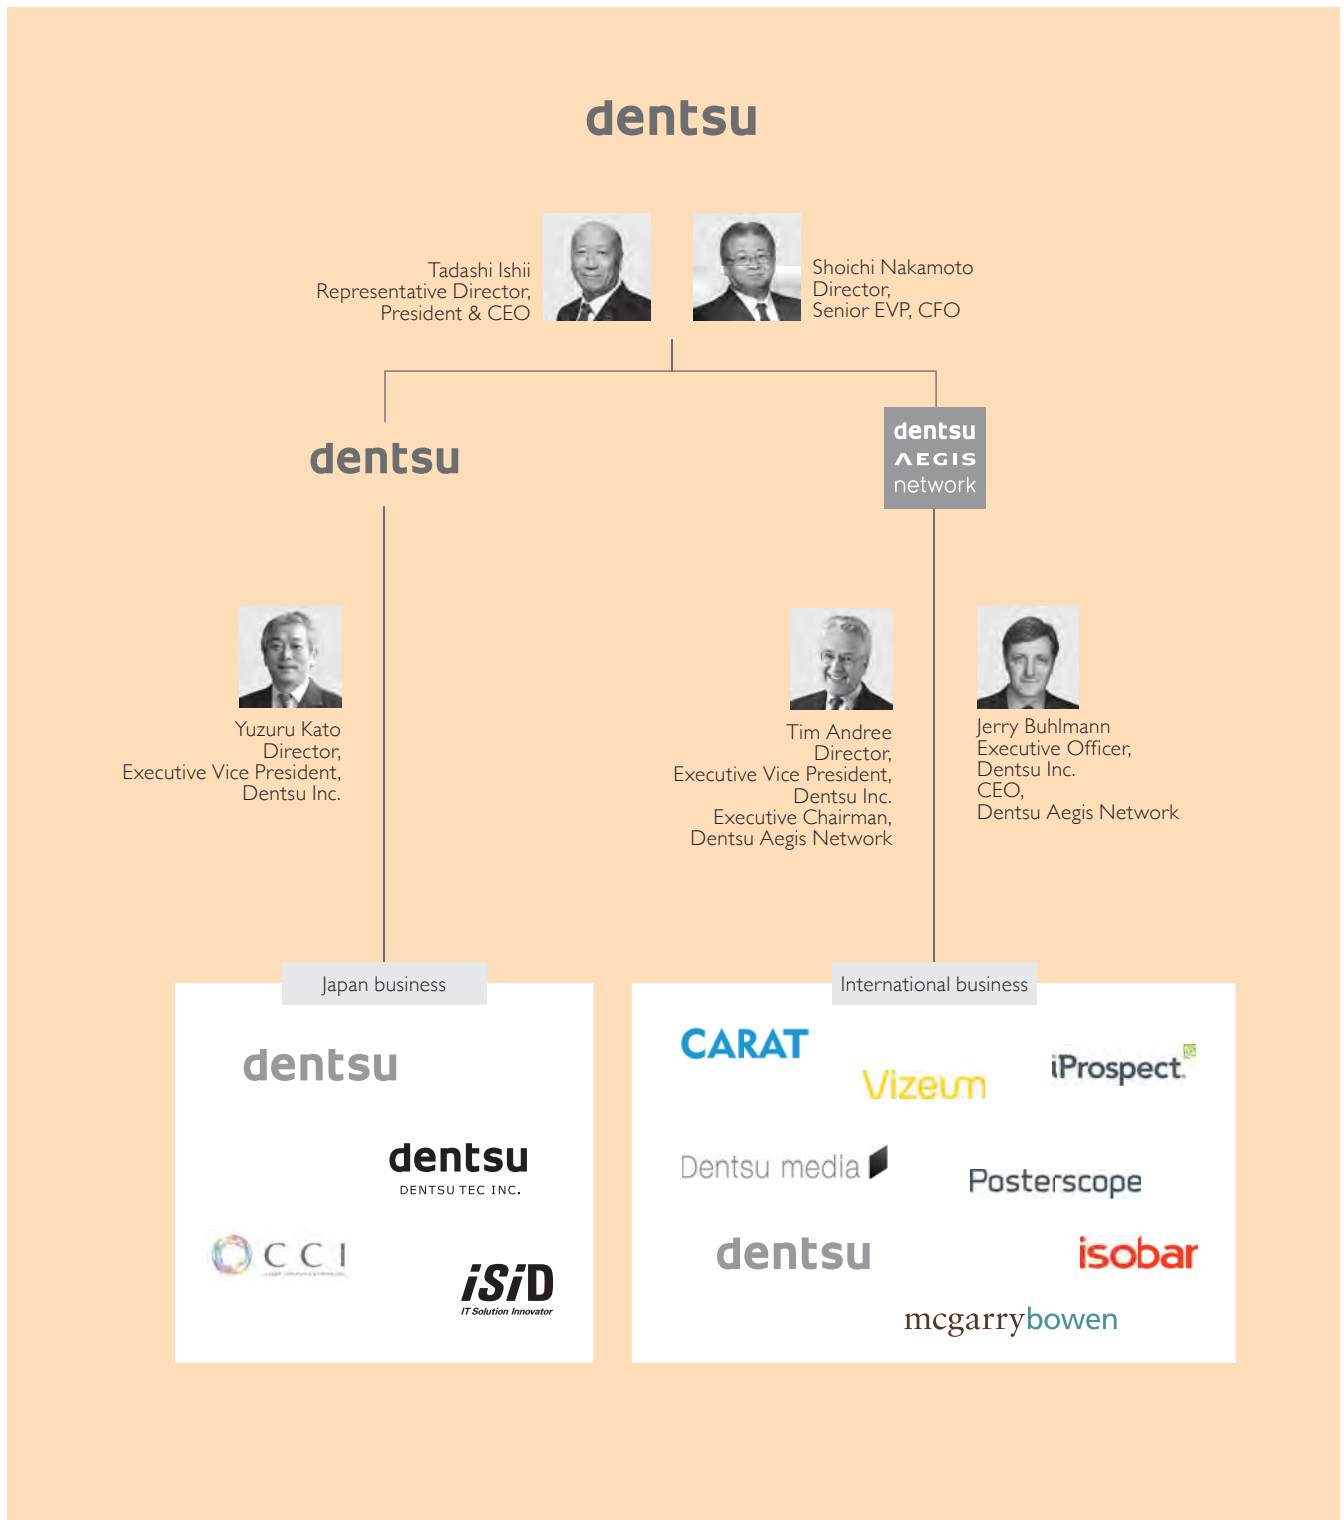 dentsu
Tadashi Ishii
Representative Director,
President & CEO
Shoichi Nakamoto
Director,
Senior EVP, CFO
dentsu
dentsu
AEGIS
network
Yuzuru Kato
Director,
Executive Vice President,
Dentsu Inc.
Tim Andree
Director,
Executive Vice President,
Dentsu Inc.
Executive Chairman,
Dentsu Aegis Network
Jerry Buhlmann
Executive Officer,
Dentsu Inc.
CEO,
Dentsu Aegis Network
Japan business
dentsu
dentsu
DENTSU TEC INC.
CCI
iSiD
IT Solution Innovator
International business
CARAT
Vizeum
iProspect
Dentsu media
Posterscope
dentsu
isobar
mcgarrybowen